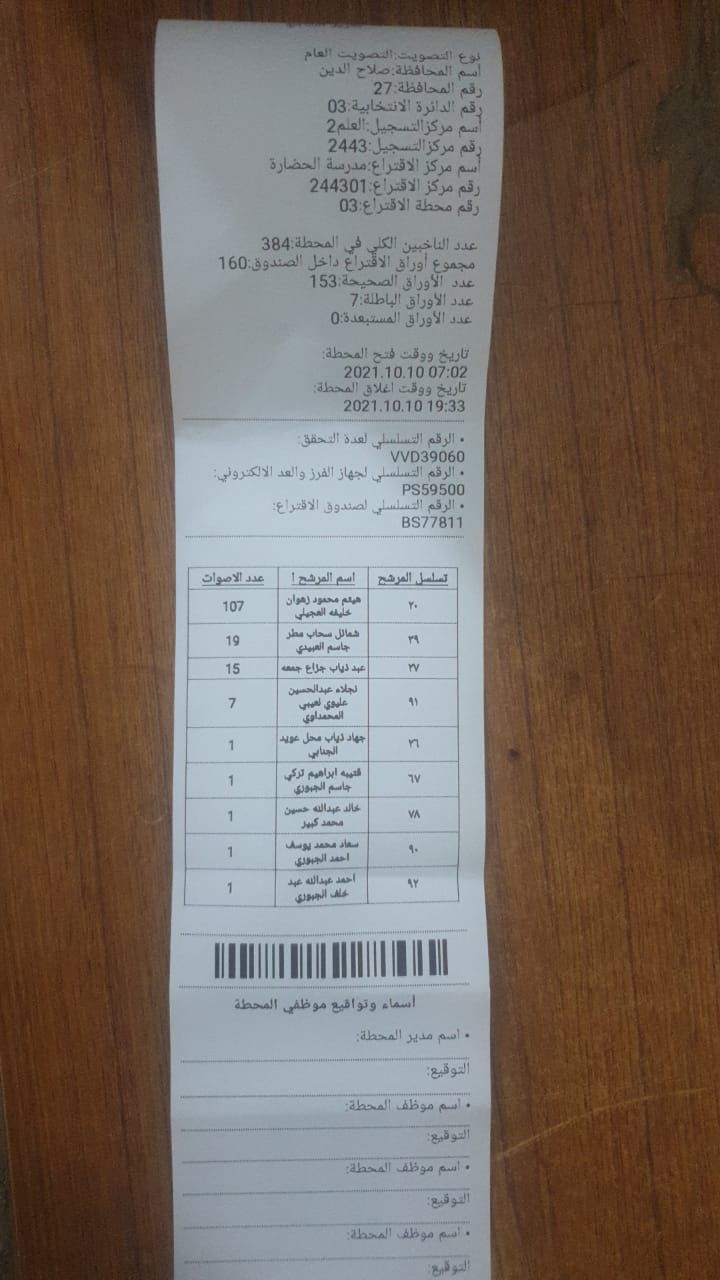 نوع التصويت:التصويت العام
أسم المحافظة:صلاح الدين
رقم المحافظة:27
رقم الدائرة الانتخابية:03
أسم مركزالتسجيل:العلم2
رقم مركزالتسجيل:2443
أسم مركز الاقتراع:مدرسة الحضارة
رقم مركز الاقتراع:244301
رقم محطة الاقتراع:03
عدد الناخبين الكلي في المحطة:384
مجموع أوراق الاقتراع داخل الصندوق:160
عدد الأوراق الصحيحة:153
عدد الأوراق الباطلة:7
عدد الأوراق المستبعدة:0
تاريخ ووقت فتح المحطة:
2021.10.10 07:02
تاريخ ووقت اغلاق المحطة:
2021.10.10 19:33
• الرقم التسلسلي لعدة التحقق:
VVD39060
• الرقم التسلسلي لجهاز الفرز والعد الالكتروني:
PS59500
• الرقم التسلسلي لصندوق الاقتراع:
BS77811
تسلسل المرشح اسم المرشح ا عدد الاصوات
٢٠ هيثم محمود زهوان خليفه العجيلي 107
٣٩ شمائل سحاب مطر جاسم العبيدي 19
٢٧ عبد ذياب جزاع جمعه 15
٩١ نجلاء عبدالحسين عليوي لعيبي المحمداوي 7
٢٦ جهاد ذياب محل عويد الجنابي 1
٦٧ قتيبه ابراهيم تركي جاسم الجبوري 1
٧٨ خالد عبدالله حسين محمد كبير 1
٩٠ سعاد محمد يوسف احمد الجبوري 1
٩٢ احمد عبدالله عبد خلف الجبوري 1
أسماء وتواقيع موظفي المحطة
• اسم مدير المحطة:
التوقيع:
• اسم موظف المحطة:
التوقيع:
• اسم موظف المحطة:
التوقيع:
• اسم موظف المحطة:
التوقيع: